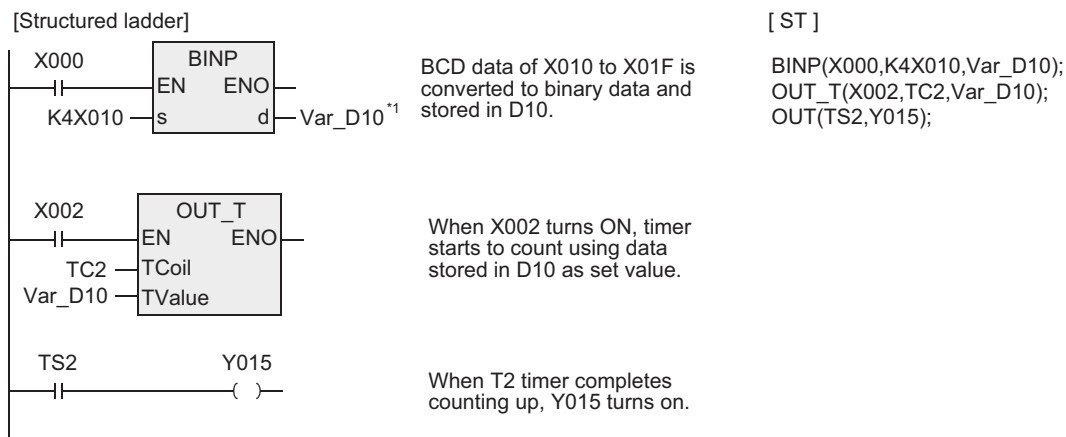 [Structured ladder]
[ ST ]
X000
BINP
EN ENO
K4X010 s d Var_D10 *1
BCD data of X010 to X01F is
converted to binary data and
stored in D10.
BINP(X000,K4X010,Var_D10);
OUT_T(X002,TC2,Var_D10);
OUT(TS2,Y015);
X002
OUT_T
EN ENO
TC2 TCoil
Var_D10 TValue
When X002 turns ON, timer
starts to count using data
stored in D10 as set value.
TS2 Y015
When T2 timer completes
counting up, Y015 turns on.